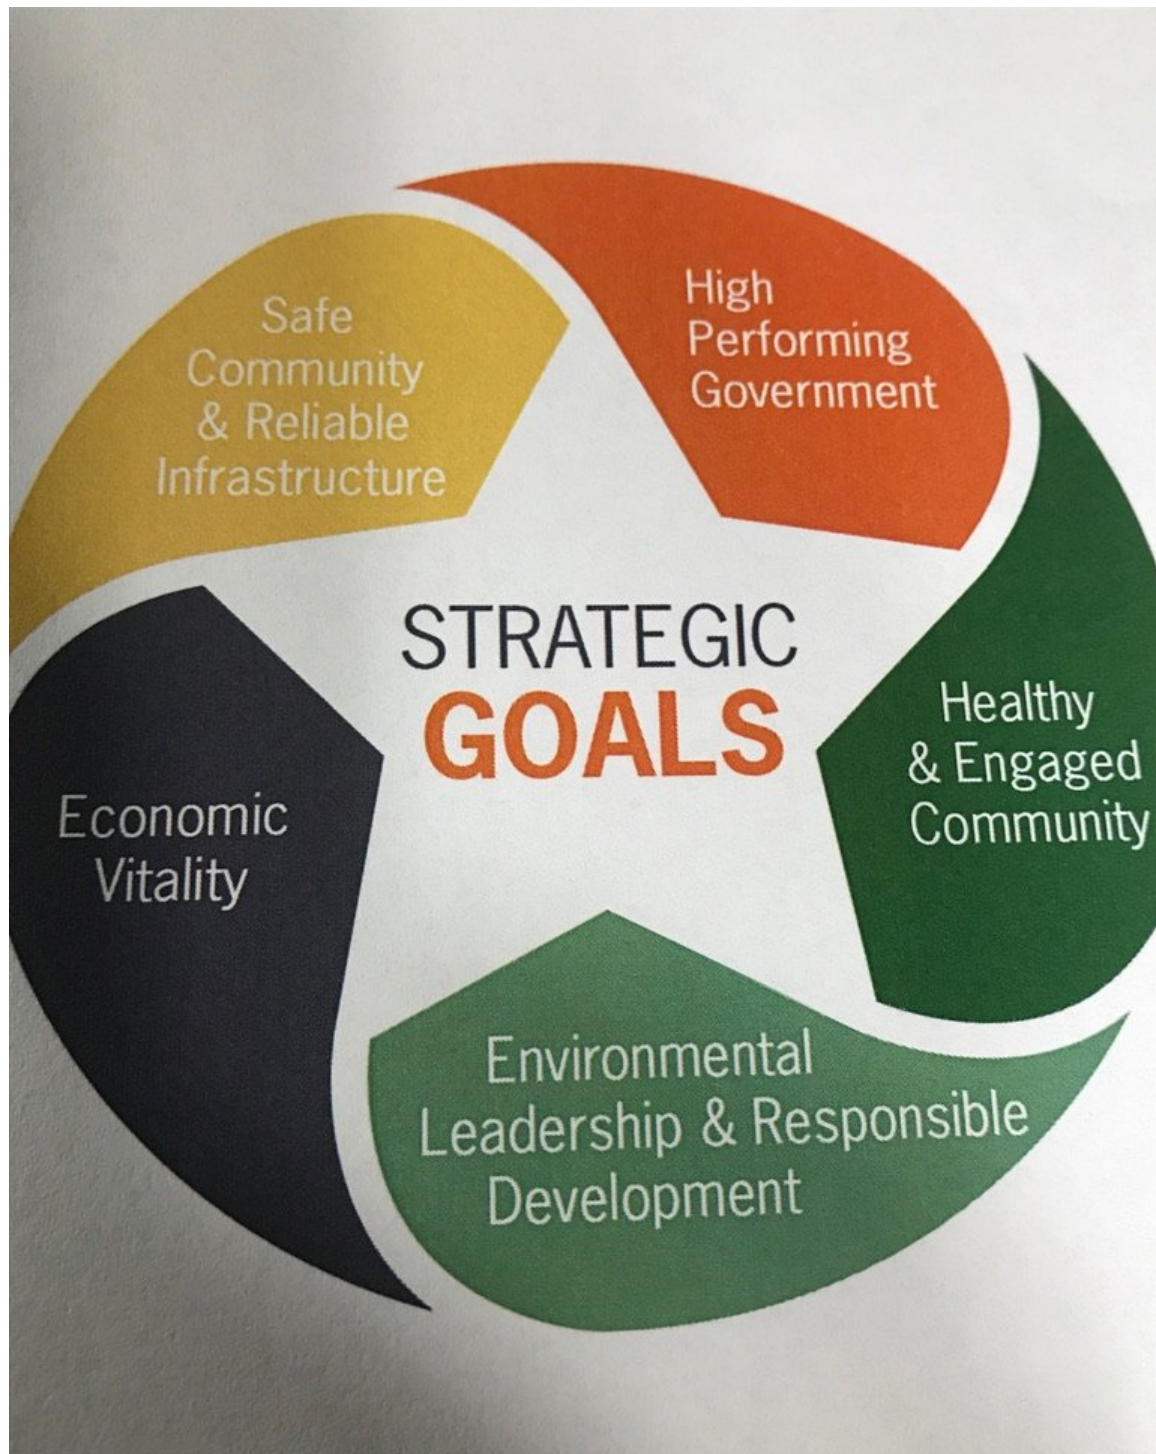 High
Performing
Government
Safe
Community
& Reliable
Infrastructure
STRATEGIC
GOALS
Healthy
& Engaged
Community
Economic
Vitality
Environmental
Leadership & Responsible
Development